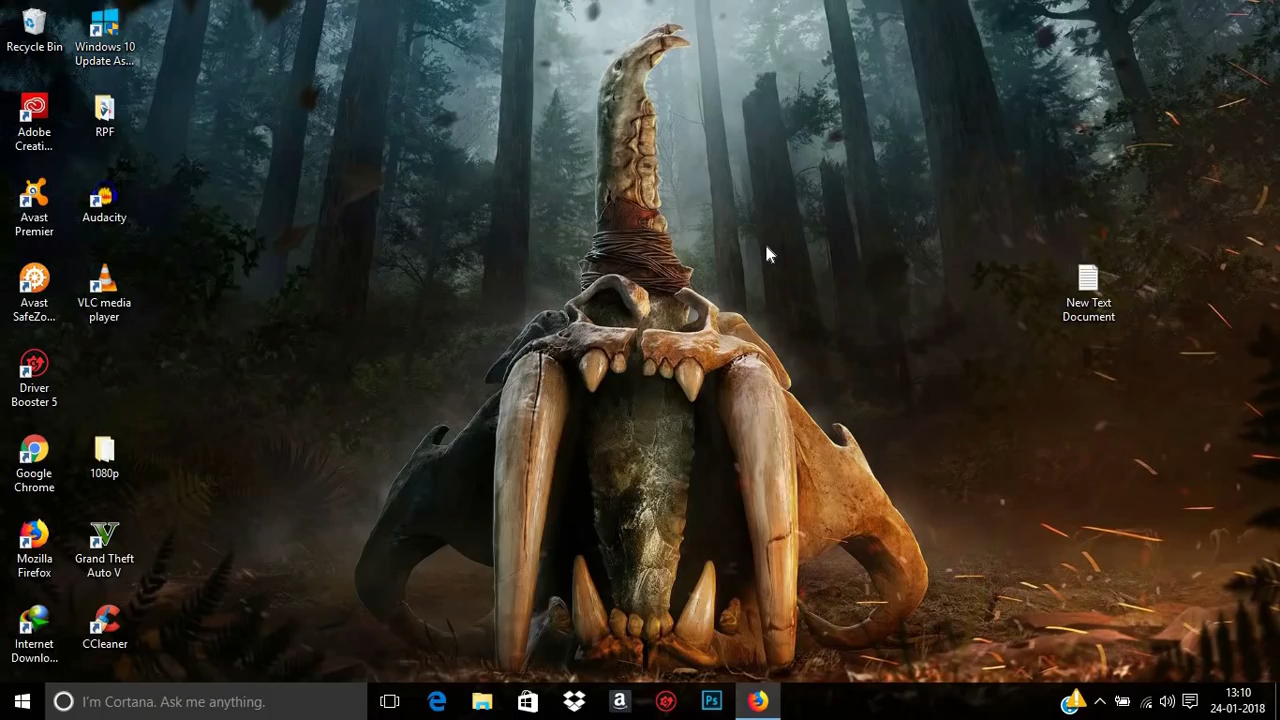 Recycle Bin
Windows 10
Update As...
Adobe
Creati...
RPF
Avast
Premier
Audacity
Avast
SafeZo...
VLC media
player
Driver
Booster 5
Google
Chrome
1080p
Mozilla
Firefox
Grand Theft
Auto V
Internet
Downlo...
CCleaner
New Text
Document
I'm Cortana. Ask me anything.
Ps
13:10
24-01-2018